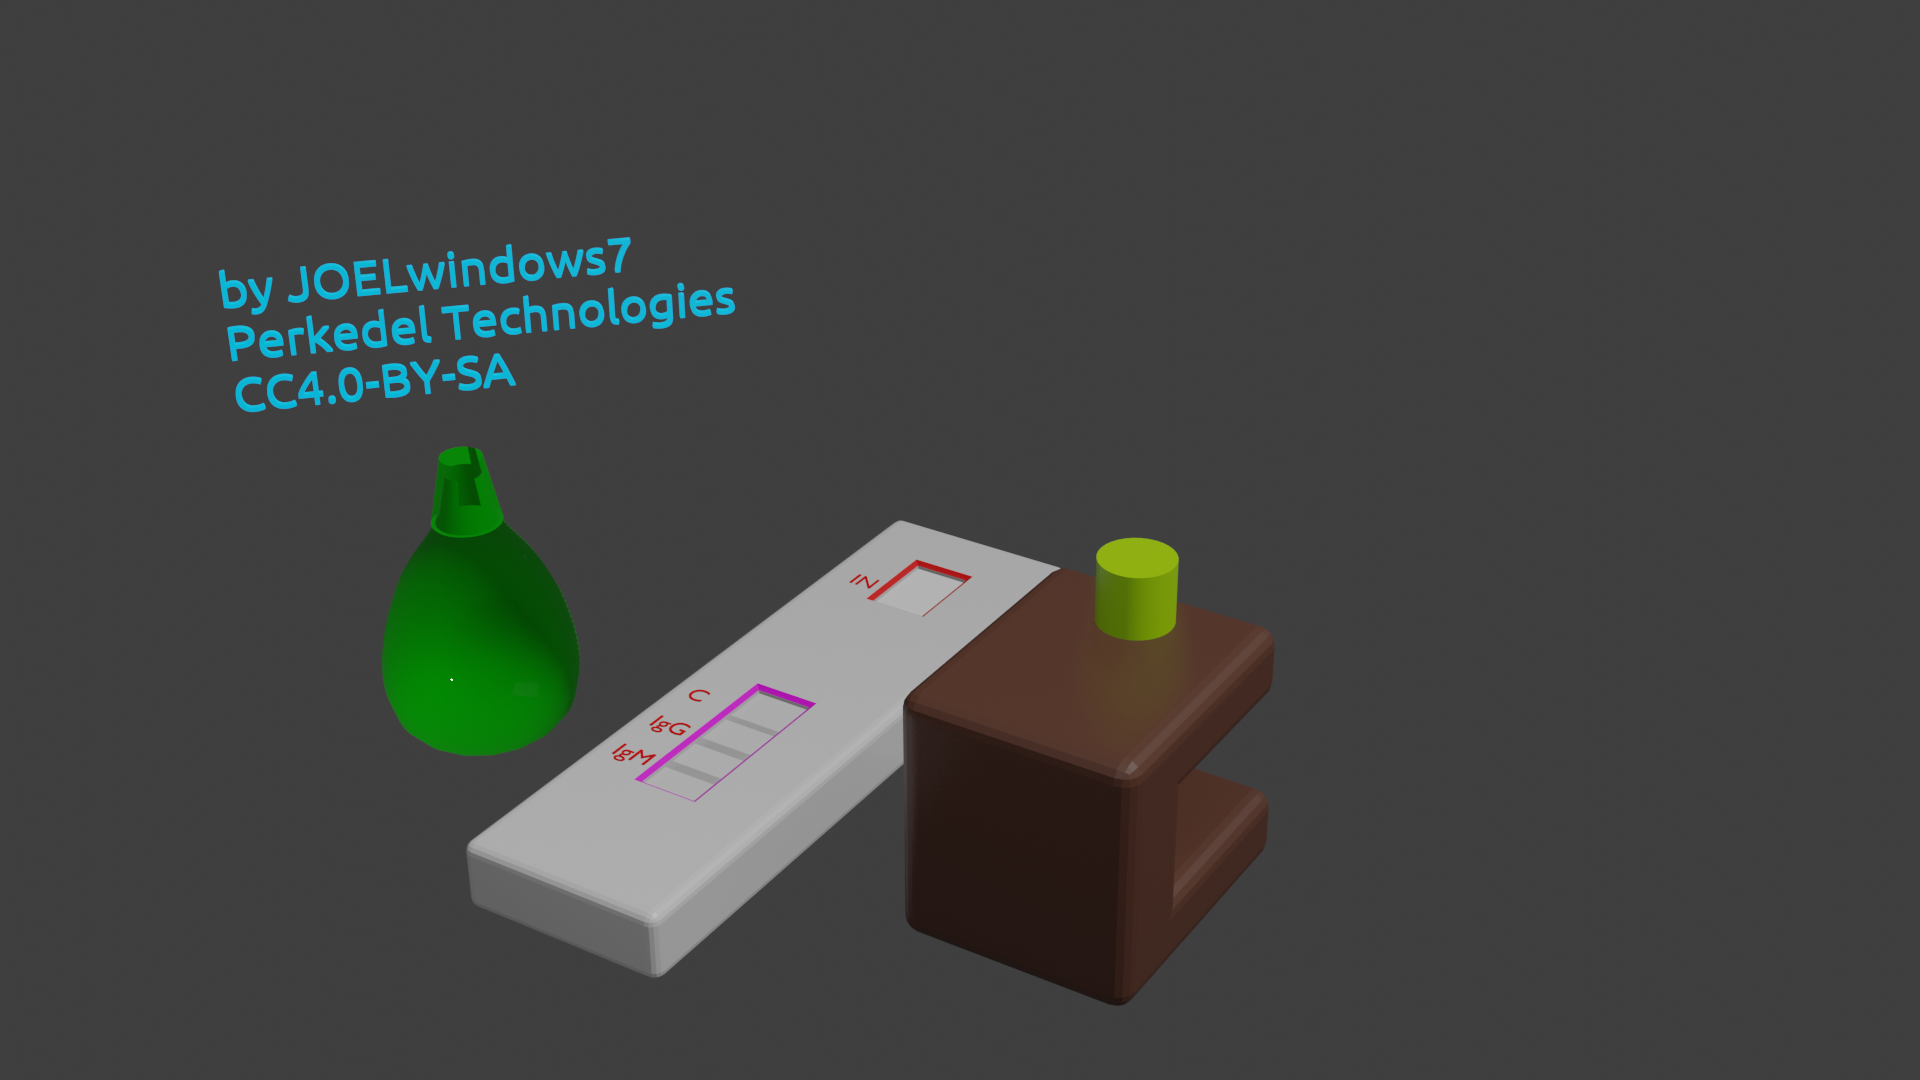 by JOELwindows7
Perkedel Technologies
CC4.0-BY-SA
IN
C
IgG
IgM